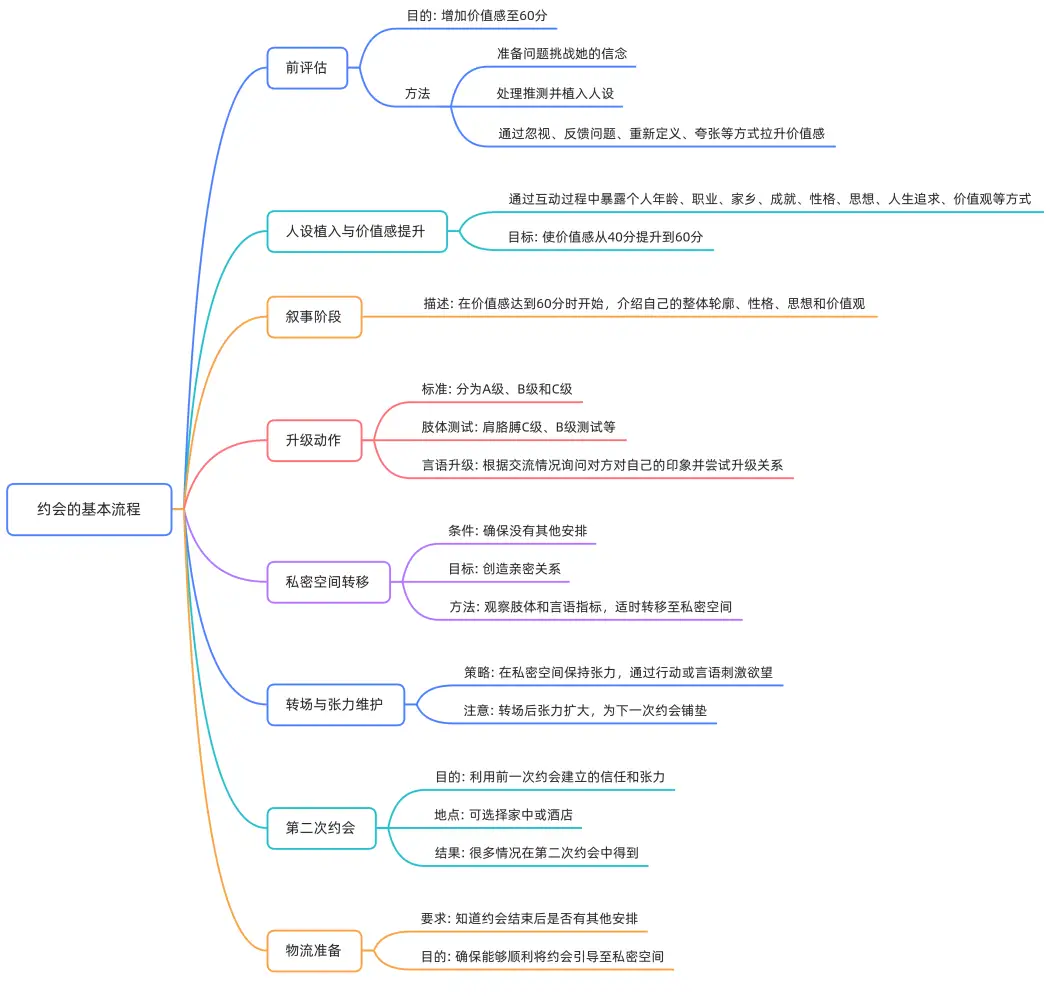 约会的基本流程
前评估
目的: 增加价值感至60分
方法
准备问题挑战她的信念
处理推测并植入人设
通过忽视、反馈问题、重新定义、夸张等方式拉升价值感
人设植入与价值感提升
通过互动过程中暴露个人年龄、职业、家乡、成就、性格、思想、人生追求、价值观等方式
目标: 使价值感从40分提升到60分
叙事阶段
描述: 在价值感达到60分时开始，介绍自己的整体轮廓、性格、思想和价值观
升级动作
标准: 分为A级、B级和C级
肢体测试: 肩胳膊C级、B级测试等
言语升级: 根据交流情况询问对方对自己的印象并尝试升级关系
私密空间转移
条件: 确保没有其他安排
目标: 创造亲密关系
方法: 观察肢体和言语指标，适时转移至私密空间
转场与张力维护
策略: 在私密空间保持张力，通过行动或言语刺激欲望
注意: 转场后张力扩大，为下一次约会铺垫
第二次约会
目的: 利用前一次约会建立的信任和张力
地点: 可选择家中或酒店
结果: 很多情况在第二次约会中得到
物流准备
要求: 知道约会结束后是否有其他安排
目的: 确保能够顺利将约会引导至私密空间